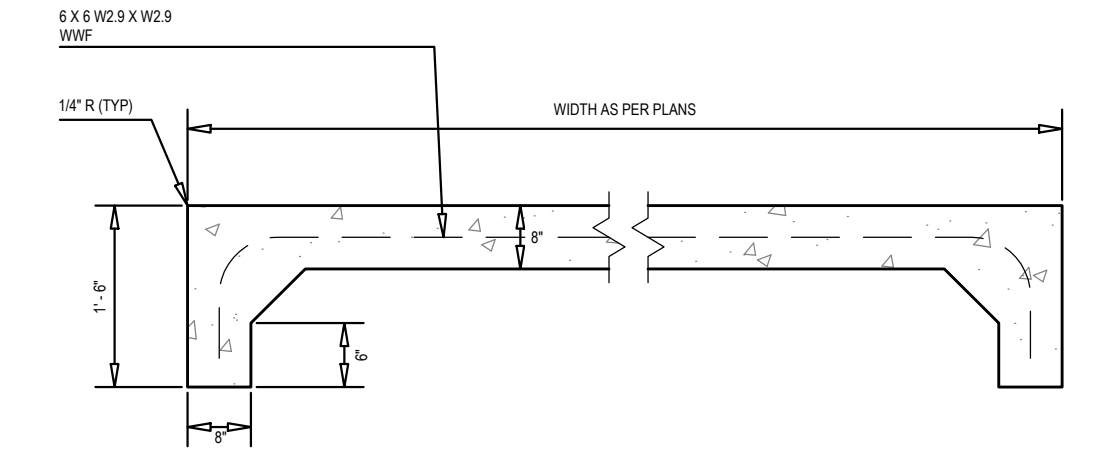 6 X 6 W2.9 X W2.9
WWF
1/4" R (TYP)
WIDTH AS PER PLANS
8"
1' - 6"
6"
8"